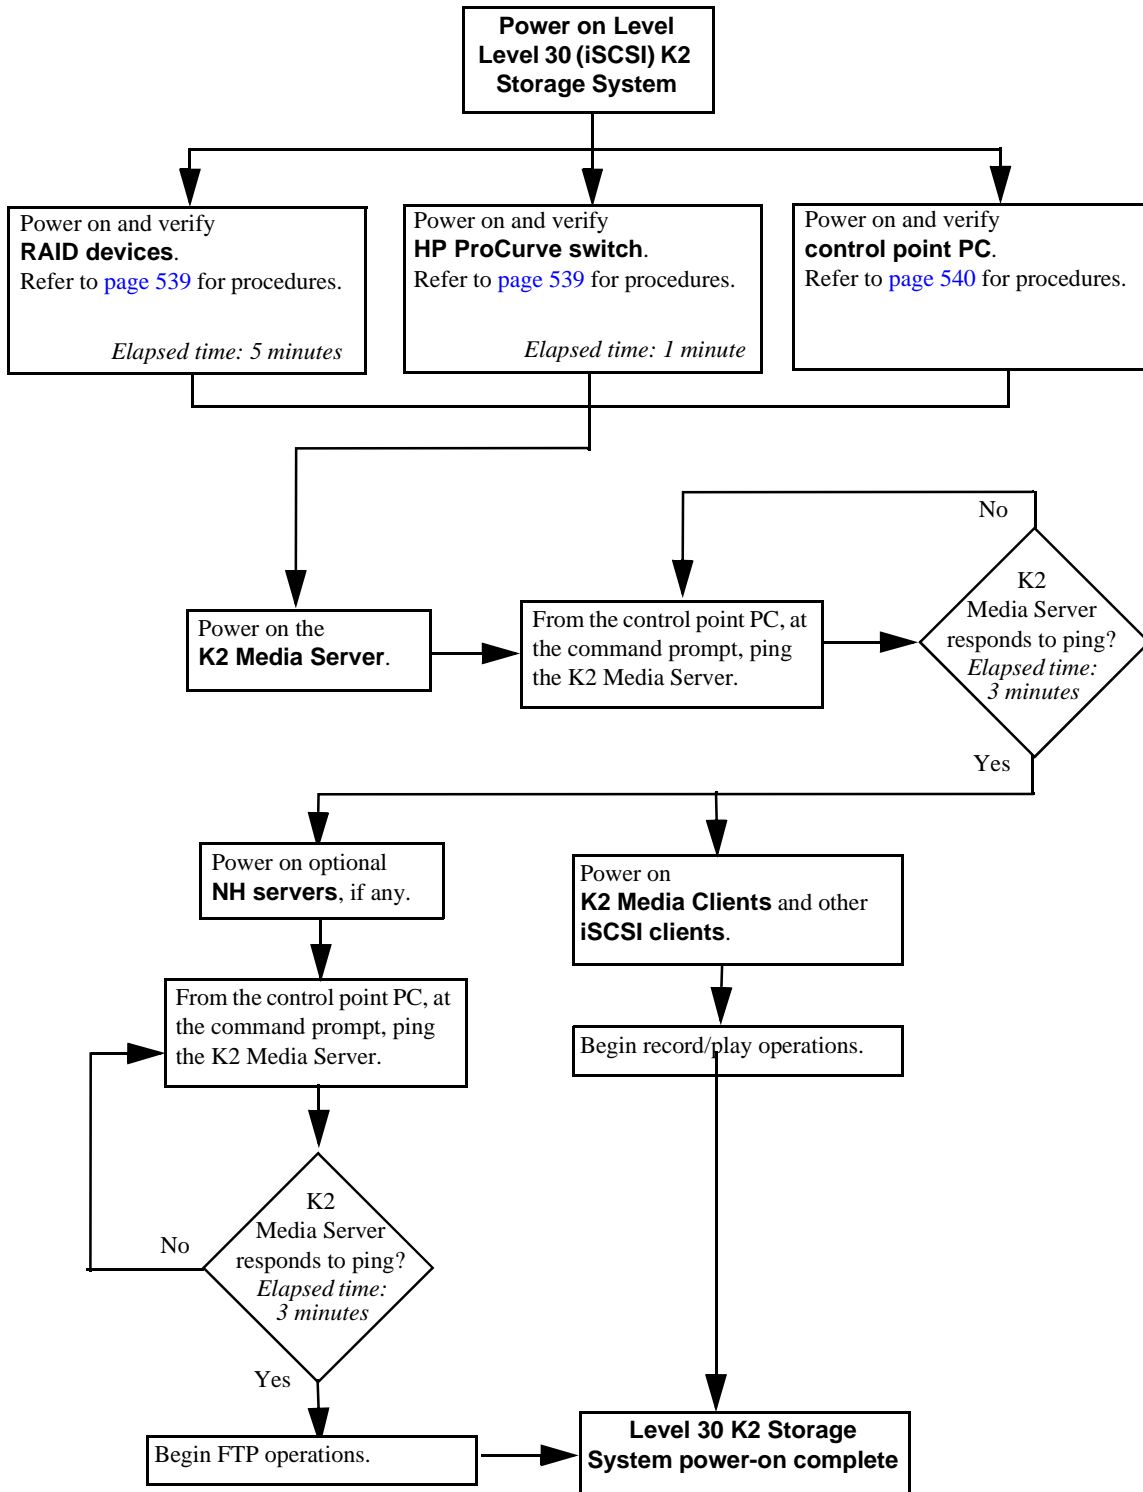 Power on Level
Level 30 (iSCSI) K2
Storage System
Power on and verify
RAID devices.
Refer to page 539 for procedures.
Elapsed time: 5 minutes
Power on and verify
HP ProCurve switch.
Refer to page 539 for procedures.
Elapsed time: 1 minute
Power on and verify
control point PC.
Refer to page 540 for procedures.
Power on the
K2 Media Server.
From the control point PC, at
the command prompt, ping
the K2 Media Server.
No
K2
Media Server
responds to ping?
Elapsed time:
3 minutes
Yes
Power on optional
NH servers, if any.
From the control point PC, at
the command prompt, ping
the K2 Media Server.
K2
Media Server
responds to ping?
Elapsed time:
3 minutes
No
Yes
Begin FTP operations.
Power on
K2 Media Clients and other
iSCSI clients.
Begin record/play operations.
Level 30 K2 Storage
System power-on complete